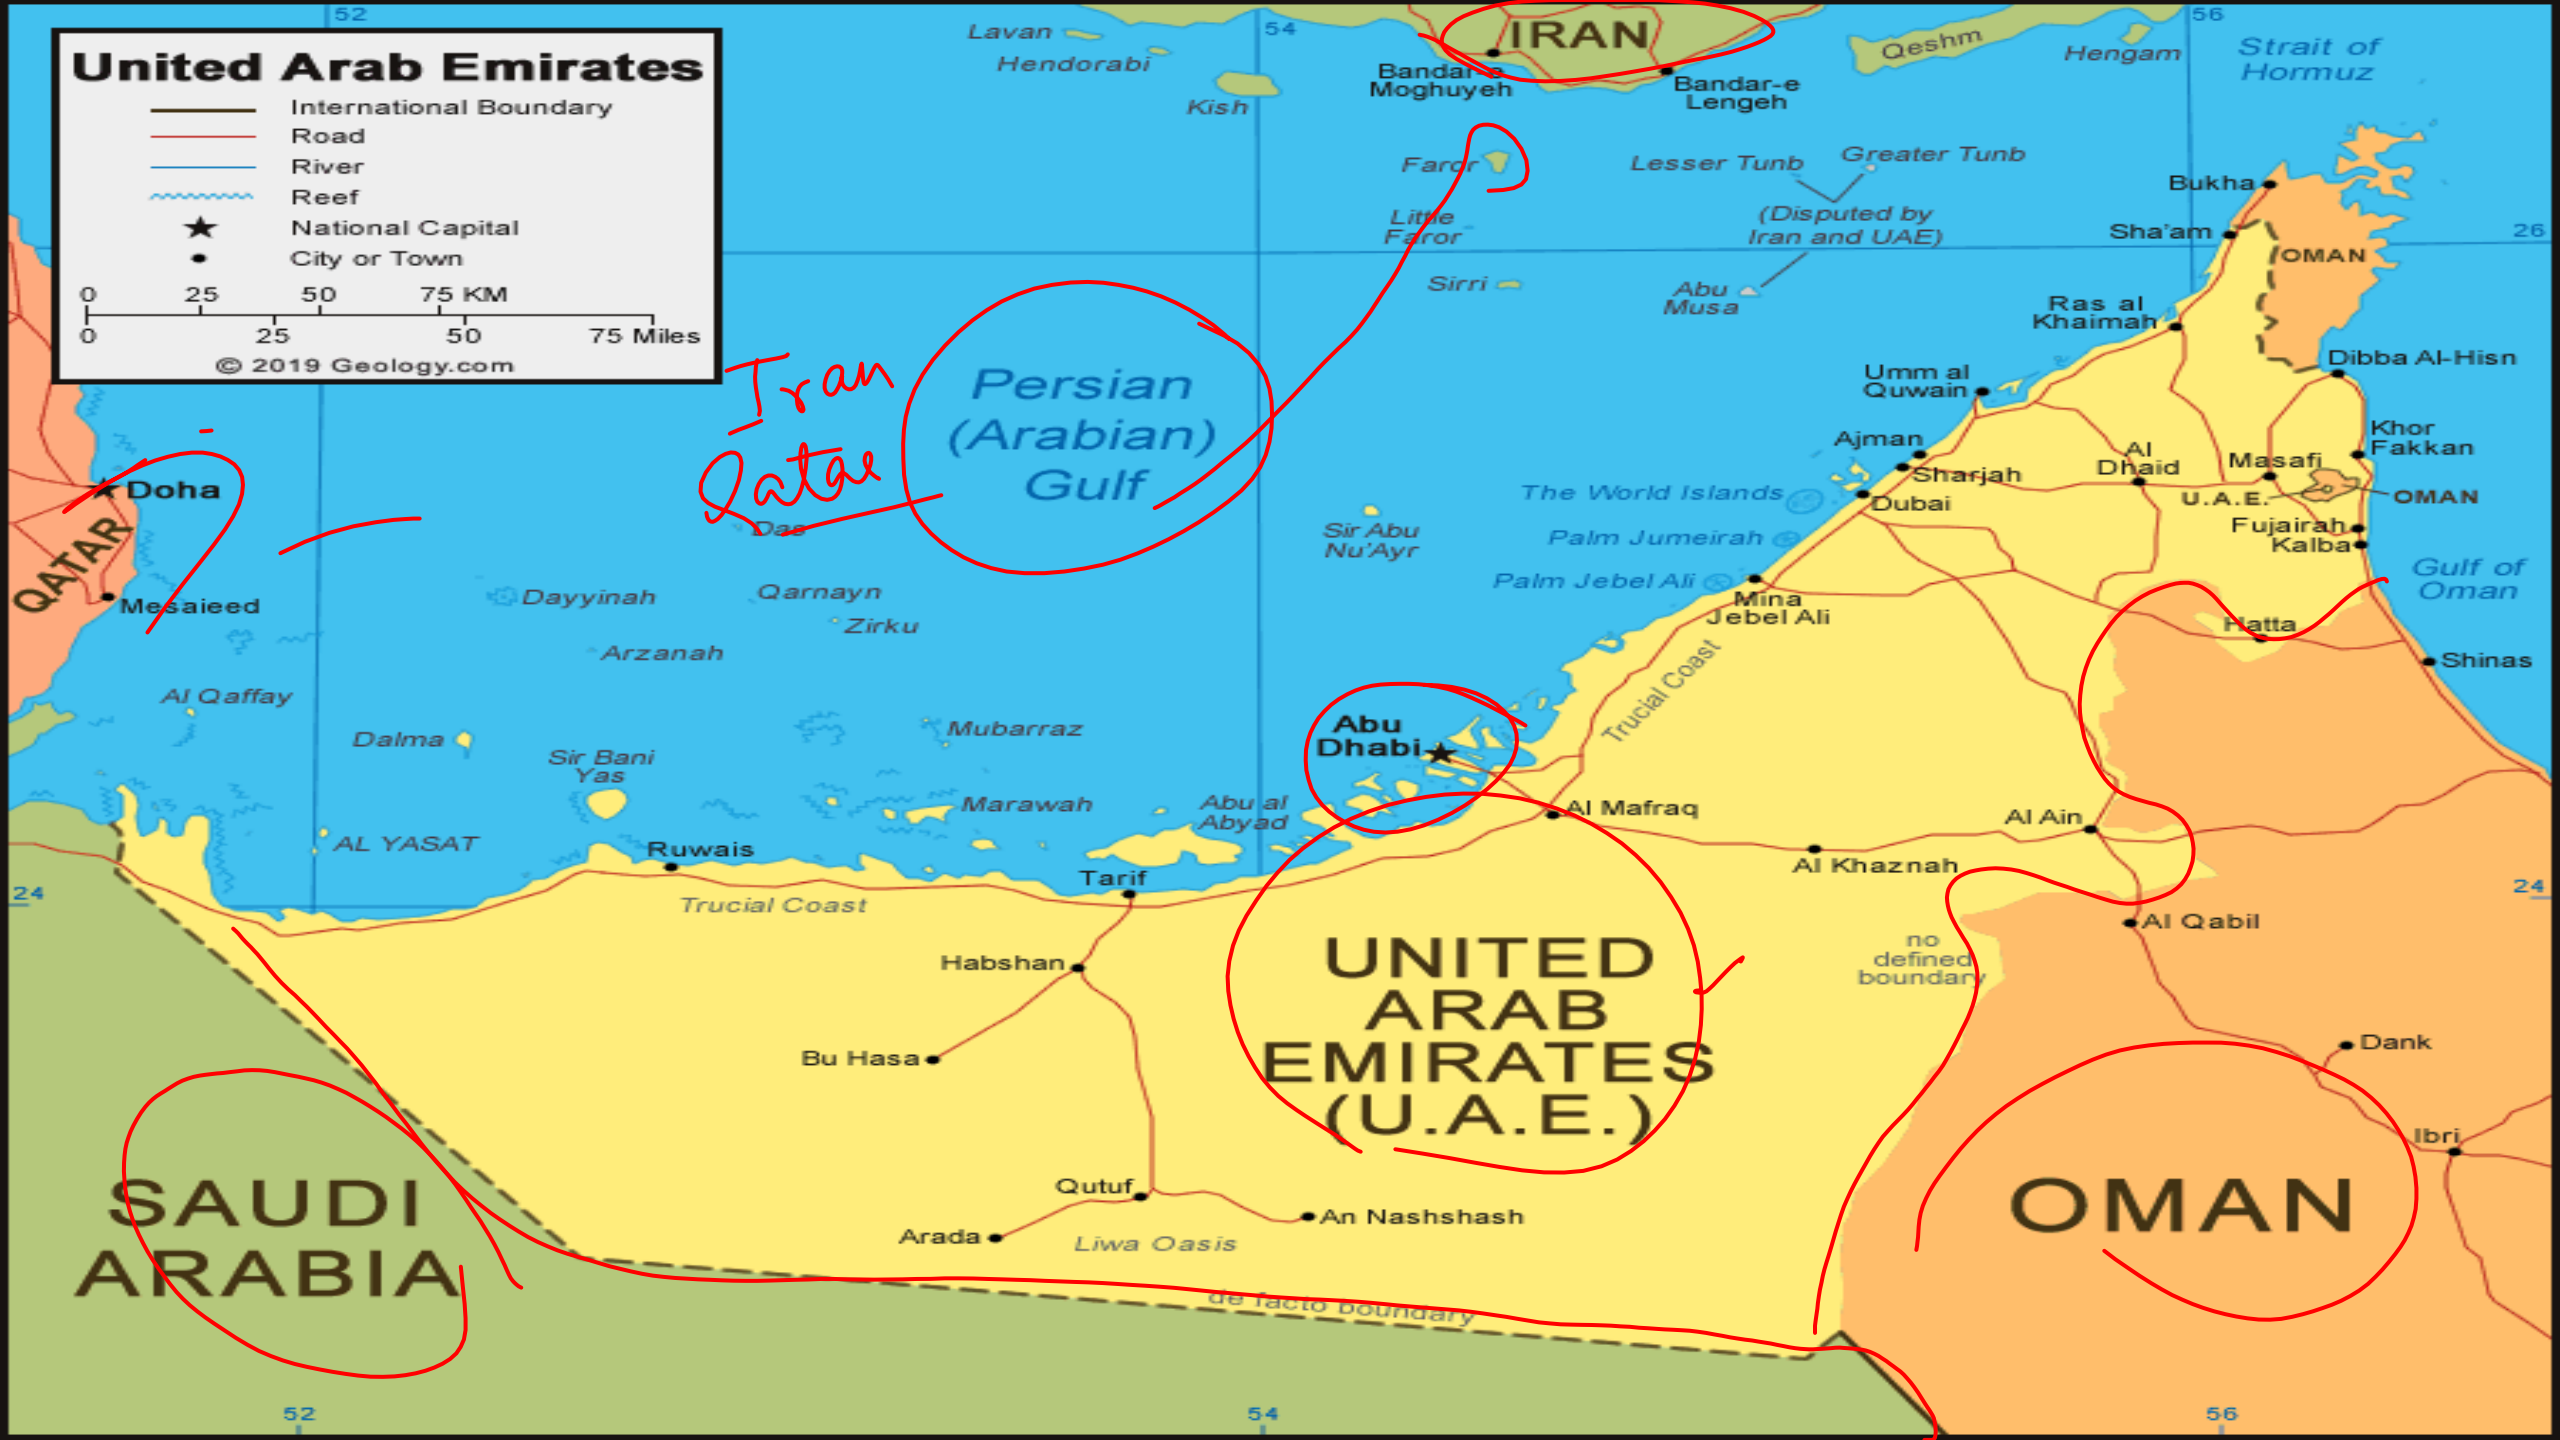 52
54
56
United Arab Emirates
International Boundary
Road
River
Reef
National Capital
City or Town
0 25 50 75 KM
0 25 50 75 Miles
© 2019 Geology.com
Lavan
Hendorabi
Kish
IRAN
Bandar-e
Moghuyeh
Bandar-e
Lengeh
Qeshm
Hengam
Strait of
Hormuz
Faror
Lesser Tunb
Greater Tunb
Little
Faror
(Disputed by
Iran and UAE)
Sirri
Abu
Musa
Bukha
Sha'am
26
OMAN
Ras al
Khaimah
Dibba Al-Hisn
Umm al
Quwain
Iran
Qatar
Persian
(Arabian)
Gulf
Ajman
Sharjah
Al
Dhaid
Masafi
Khor
Fakkan
U.A.E.
OMAN
The World Islands
Dubai
Fujairah
Kalba
Doha
QATAR
Mesaieed
Das
Sir Abu
Nu'Ayr
Palm Jumeirah
Palm Jebel Ali
Mina
Jebel Ali
Gulf of
Oman
Dayyinah
Qarnayn
Zirku
Arzanah
Hatta
Shinas
Trucial Coast
Al Qaffay
Dalma
Sir Bani
Yas
Mubarraz
Abu
Dhabi
Marawah
Abu al
Abyad
Al Mafraq
Al Ain
AL YASAT
Ruwais
Al Khaznah
Tarif
24
24
Trucial Coast
Al Qabil
Habshan
UNITED
ARAB
EMIRATES
(U.A.E.)
no
defined
boundary
Bu Hasa
Dank
Ibri
SAUDI
ARABIA
Qutuf
An Nashshash
Arada
Liwa Oasis
OMAN
de facto boundary
52
54
56